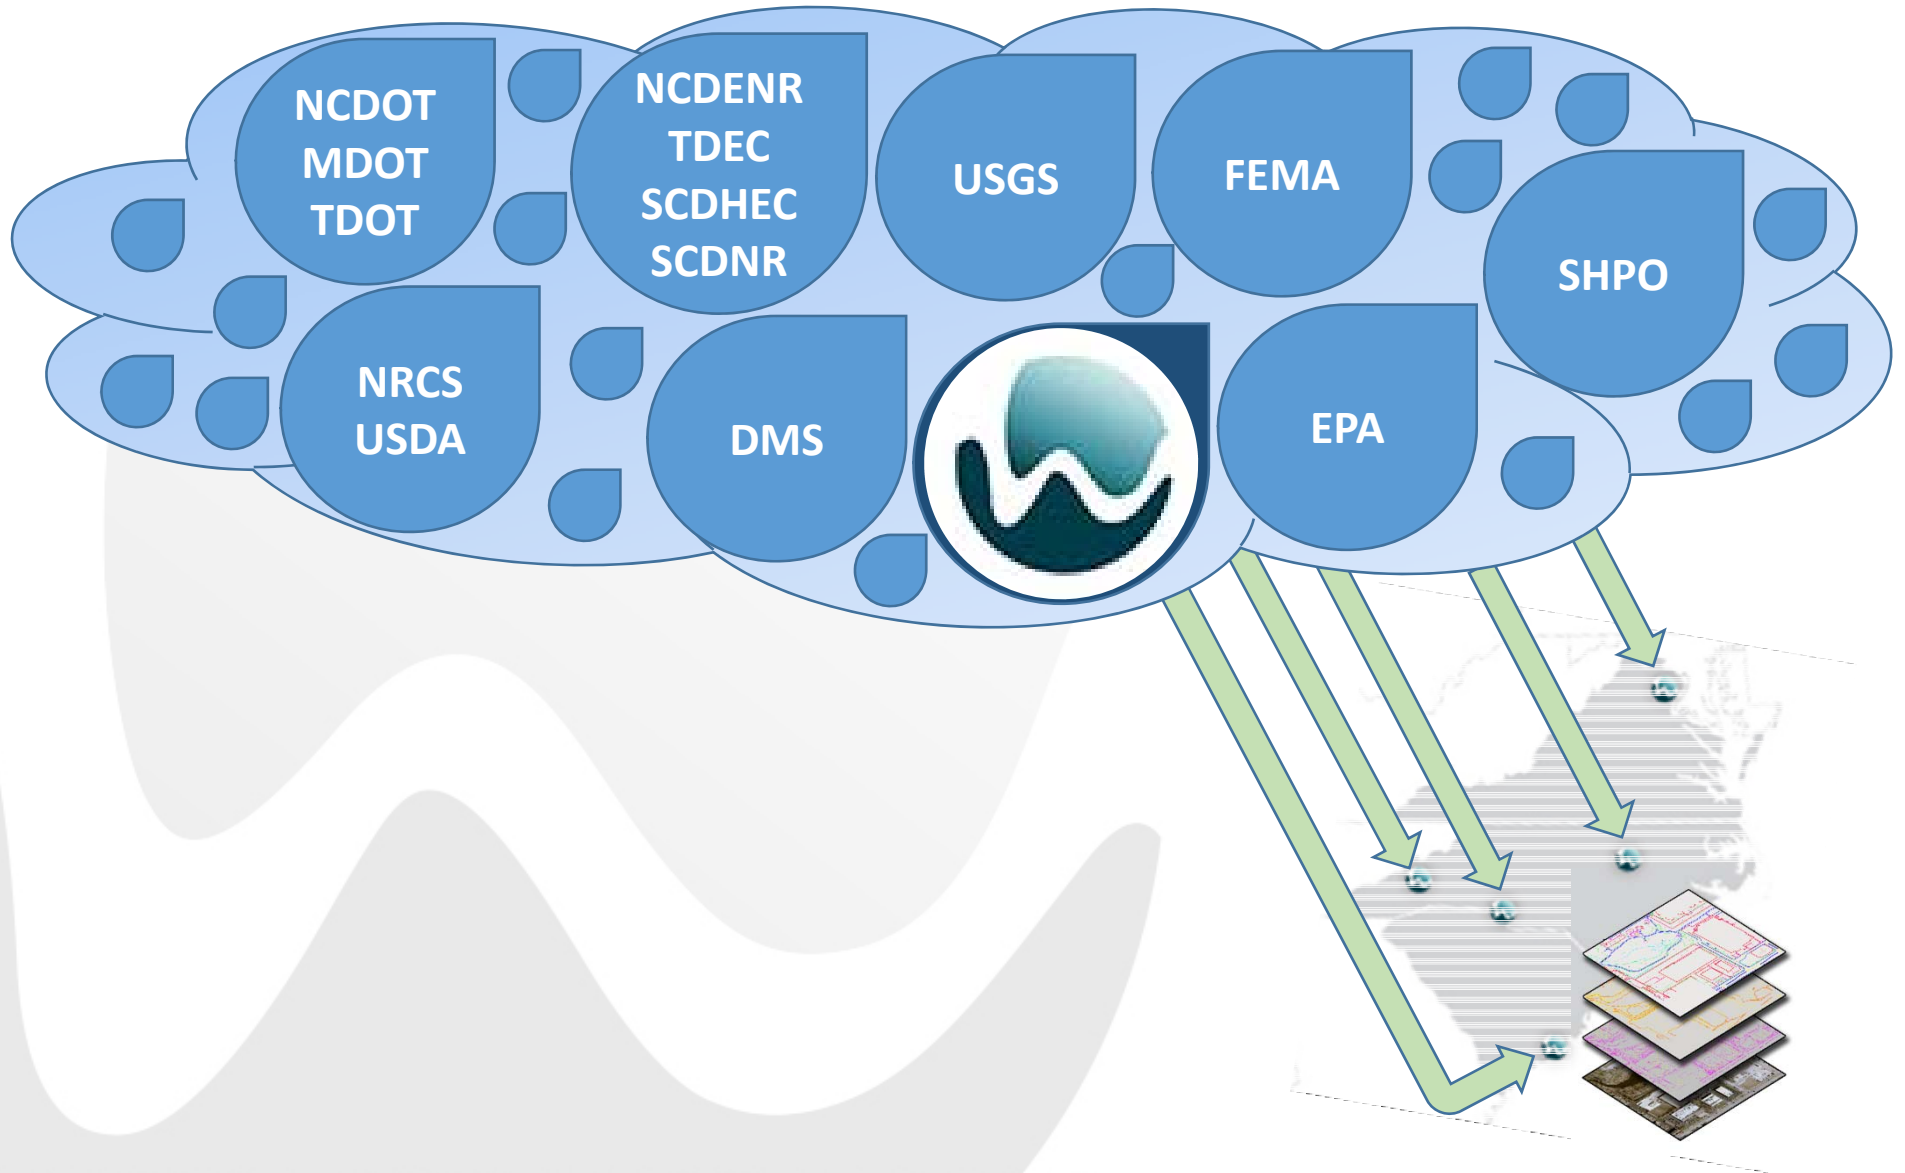 NCDOT
MDOT
TDOT
NCDENR
TDEC
SCDHEC
SCDNR
USGS
FEMA
SHPO
NRCS
USDA
DMS
EPA